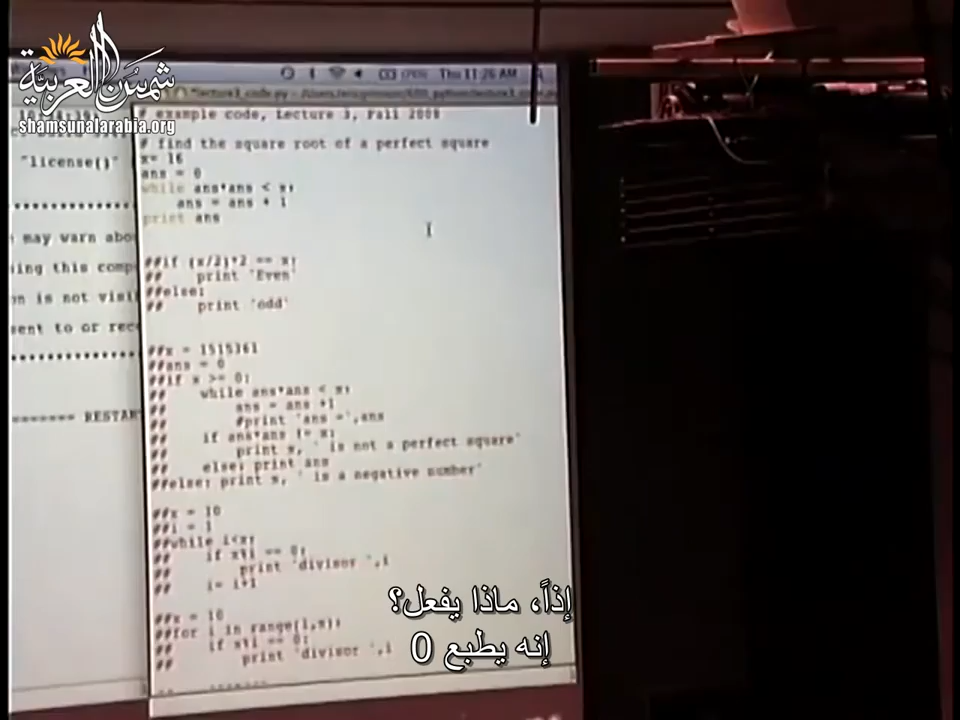 شمس العربية
shamsunalarabia.org
Thu 11:26 AM
"license()"
may warn abo
ing this comp
on is not visi
sent to or rec
======= RESTAR
# example code, Lecture 3, Fall 2008
# find the square root of a perfect square
x= 16
ans = 0
while ans*ans < x:
    ans = ans + 1
print ans
##if (x/2)*2 == x:
##    print 'Even'
##else:
##    print 'odd'
##x = 1515361
##ans = 0
##if x >= 0:
##    while ans*ans < x:
##        ans = ans +1
##        #print 'ans =',ans
##    if ans*ans != x:
##        print x, ' is not a perfect square'
##    else: print ans
##else: print x, ' is a negative number'
##x = 10
##i = 1
##while i<x:
##    if x%i == 0:
##        print 'divisor ',i
##    i= i+1
##x = 10
##for i in range(1,x):
##    if x%i == 0:
##        print 'divisor ',i
##
إذاً، ماذا يفعل؟
إنه يطبع 0